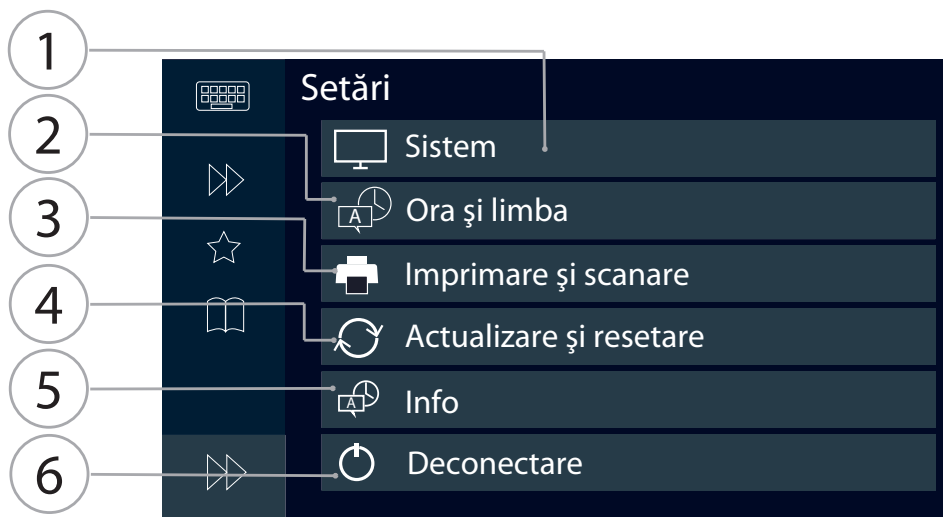 1
Setări
Sistem
2
Ora şi limba
3
Imprimare şi scanare
4
Actualizare şi resetare
5
Info
6
Deconectare
A
A